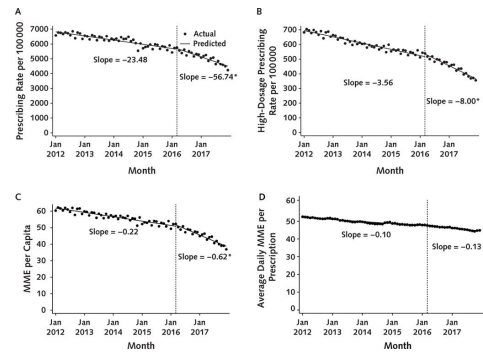 A
Prescribing Rate per 100 000
7000
6000
5000
4000
3000
2000
1000
0
Actual
Predicted
Slope = −23.48
Slope = −56.74*
Jan
2012
Jan
2013
Jan
2014
Jan
2015
Jan
2016
Jan
2017
Month
B
High-Dosage Prescribing
Rate per 100 000
700
600
500
400
300
200
100
0
Slope = −3.56
Slope = −8.00*
Jan
2012
Jan
2013
Jan
2014
Jan
2015
Jan
2016
Jan
2017
Month
C
MME per Capita
60
50
40
30
20
10
0
Slope = −0.22
Slope = −0.62*
Jan
2012
Jan
2013
Jan
2014
Jan
2015
Jan
2016
Jan
2017
Month
D
Average Daily MME per
Prescription
60
50
40
30
20
10
0
Slope = −0.10
Slope = −0.13
Jan
2012
Jan
2013
Jan
2014
Jan
2015
Jan
2016
Jan
2017
Month